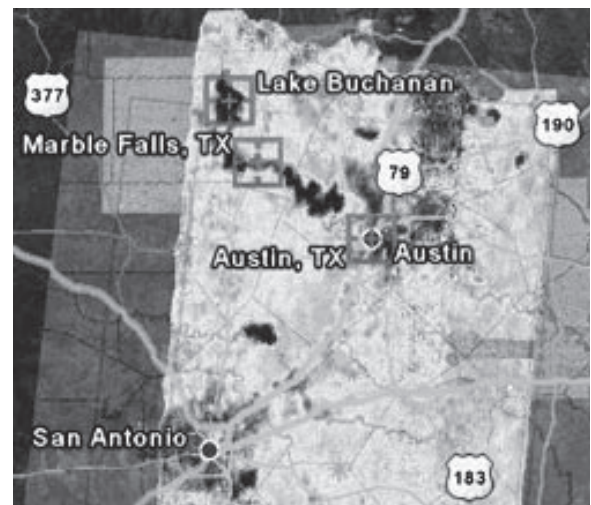 Lake Buchanan
377
190
Marble Falls, TX
79
Austin, TX
Austin
San Antonio
183